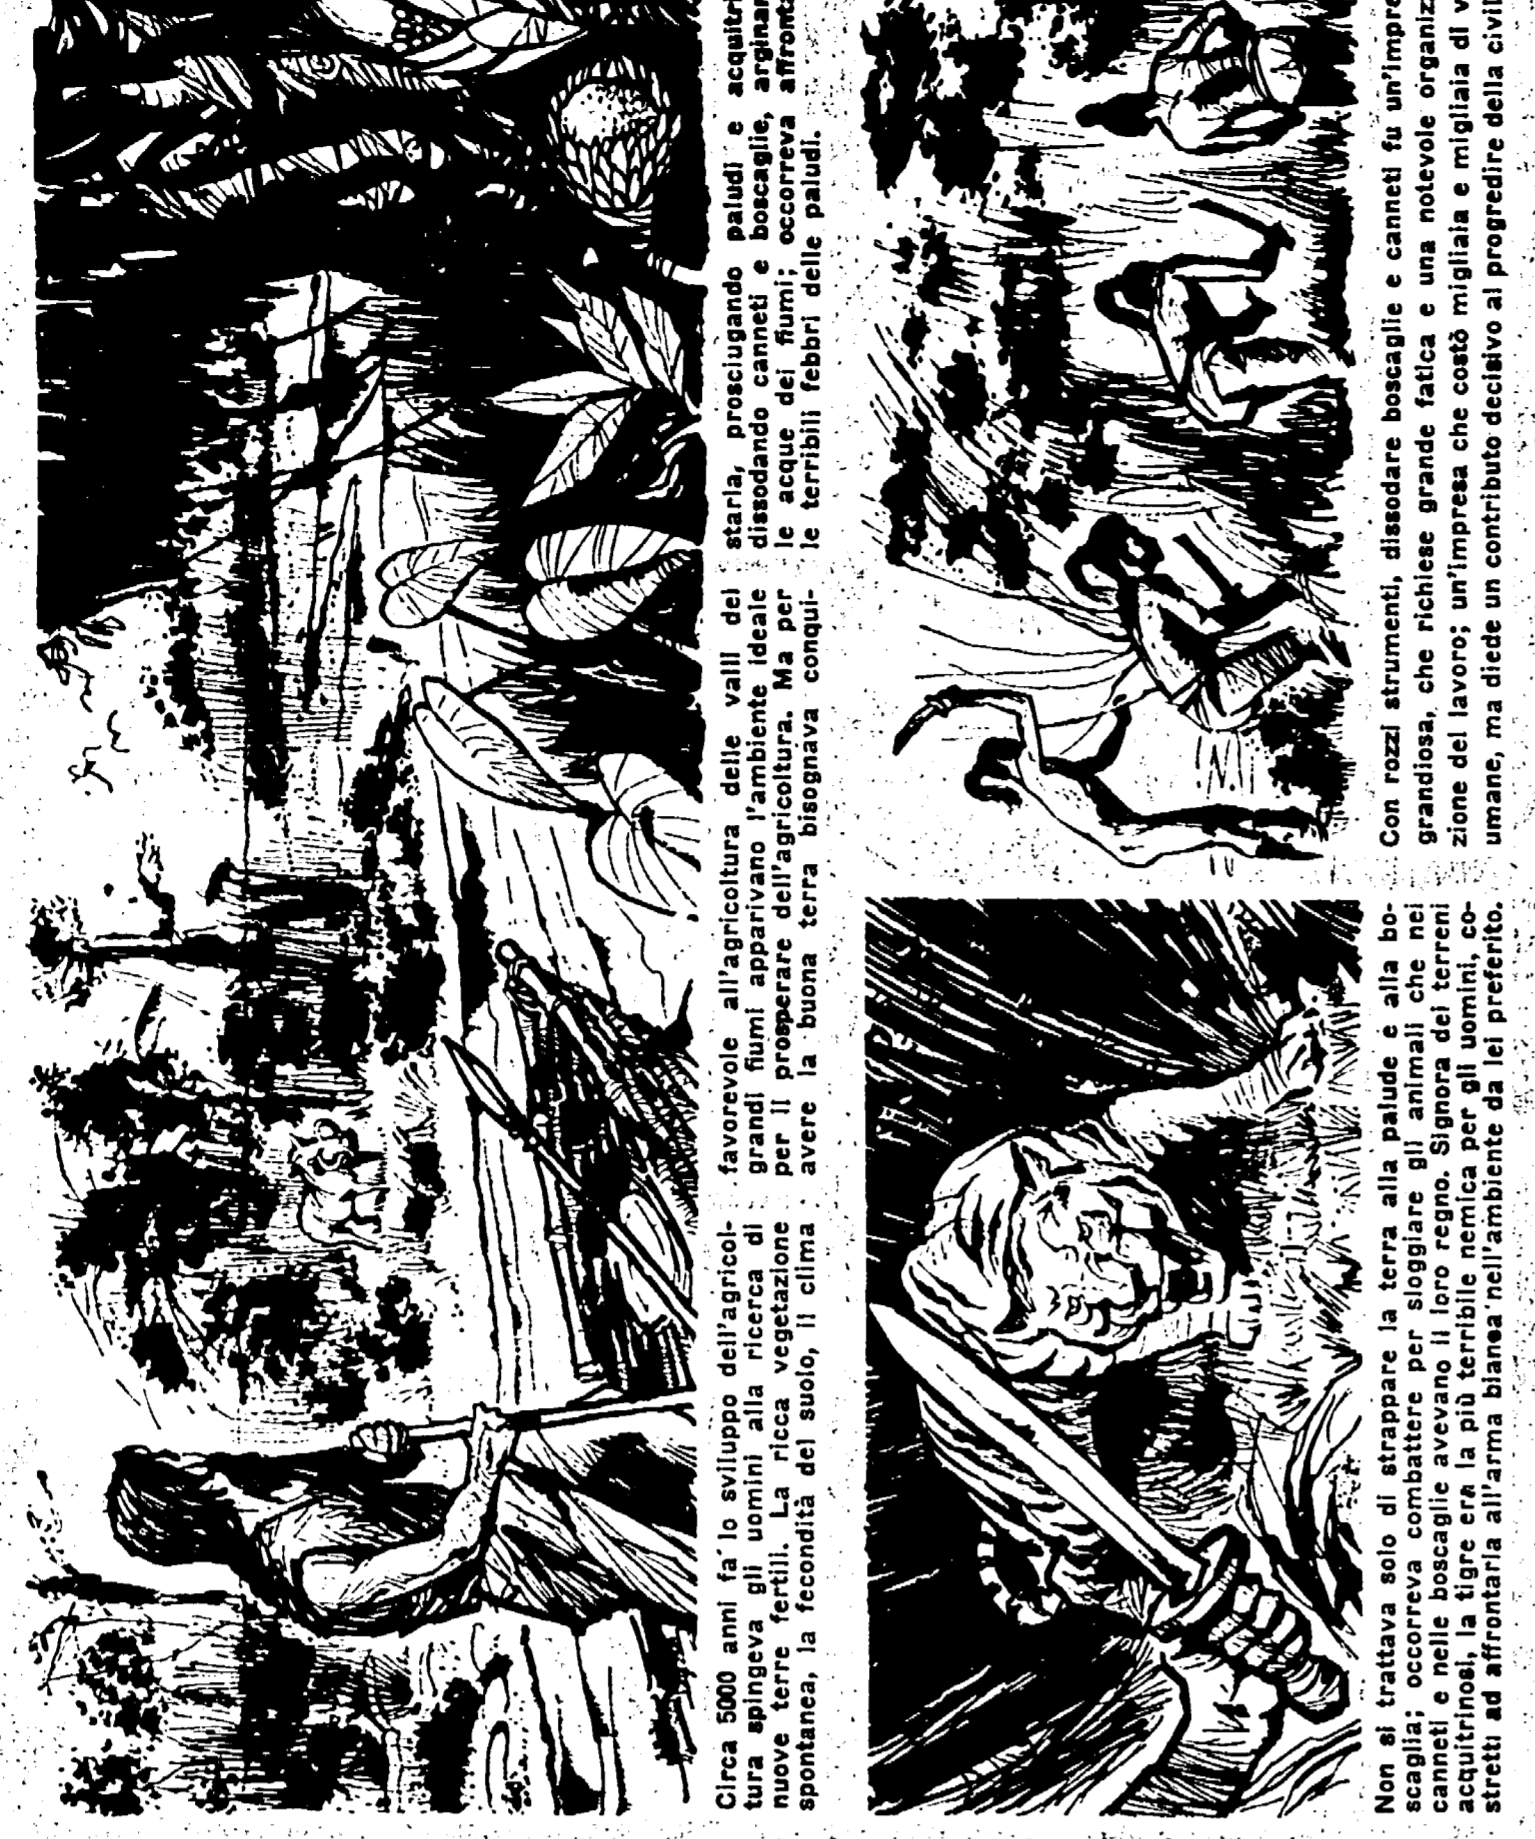 Circa 5000 anni fa' lo sviluppo dell'agricol-
tura spingeva gli uomini alla ricerca di
nuove terre fertili. La ricca vegetazione
spontanea, la fecondità del suolo, il clima
favorevole all'agricoltura delle valli dei
grandi fiumi apparivano l'ambiente ideale
per il prosperare dell'agricoltura. Ma per
avere la buona terra bisognava conqui-
starla, prosciugando paludi e acquitri
dissodando canneti e boscaglie, arginan
le acque dei fiumi; occorreva affront
le terribili febbri delle paludi.
Non si trattava solo di strappare la terra alla palude e alla bo-
scaglia; occorreva combattere per sloggiare gli animali che nei
canneti e nelle boscaglie avevano il loro regno. Signora dei terreni
acquitrinosi, la tigre era la più terribile nemica per gli uomini, co-
stretti ad affrontarla all'arma bianca nell'ambiente da lei preferito.
Con rozzi strumenti, dissodare boscaglie e canneti fu un'impre
grandiosa, che richiese grande fatica e una notevole organiz
zione del lavoro; un'impresa che costò migliaia e migliaia di v
umane, ma diede un contributo decisivo al progredire della civil